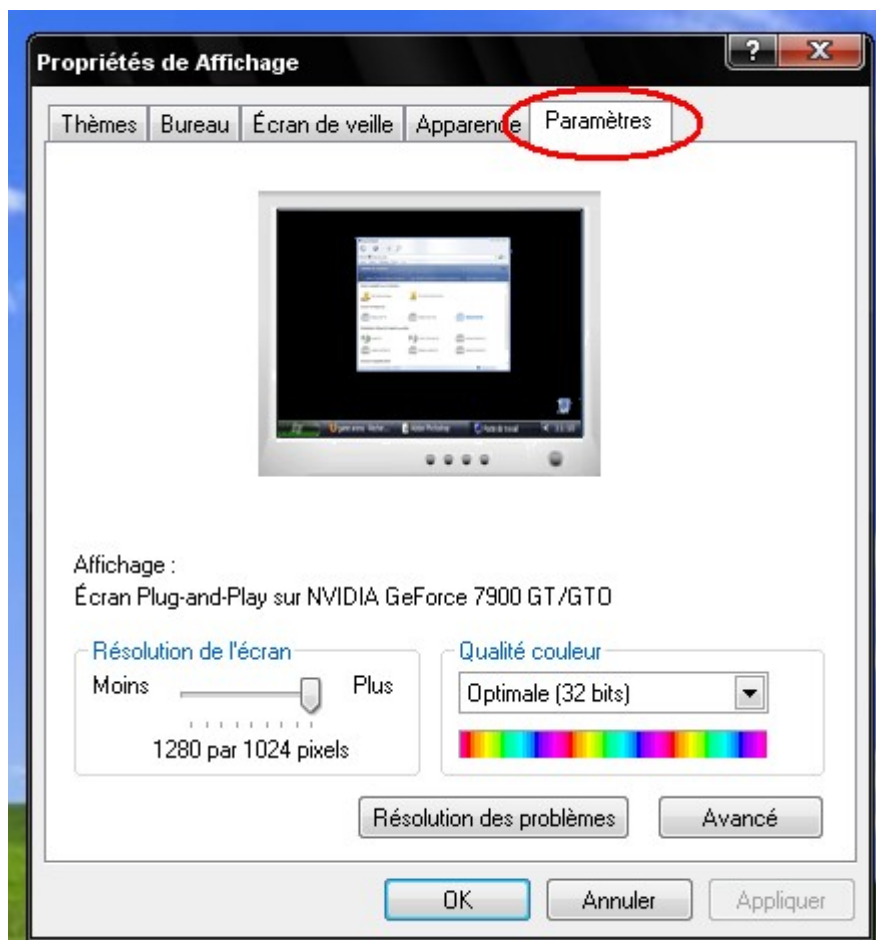 Propriétés de Affichage
? X
Thèmes Bureau Écran de veille Apparence Paramètres
Affichage :
Écran Plug-and-Play sur NVIDIA GeForce 7900 GT/GTO
Résolution de l'écran Qualité couleur
Moins Plus Optimale (32 bits)
1280 par 1024 pixels
Résolution des problèmes Avancé
OK Annuler Appliquer